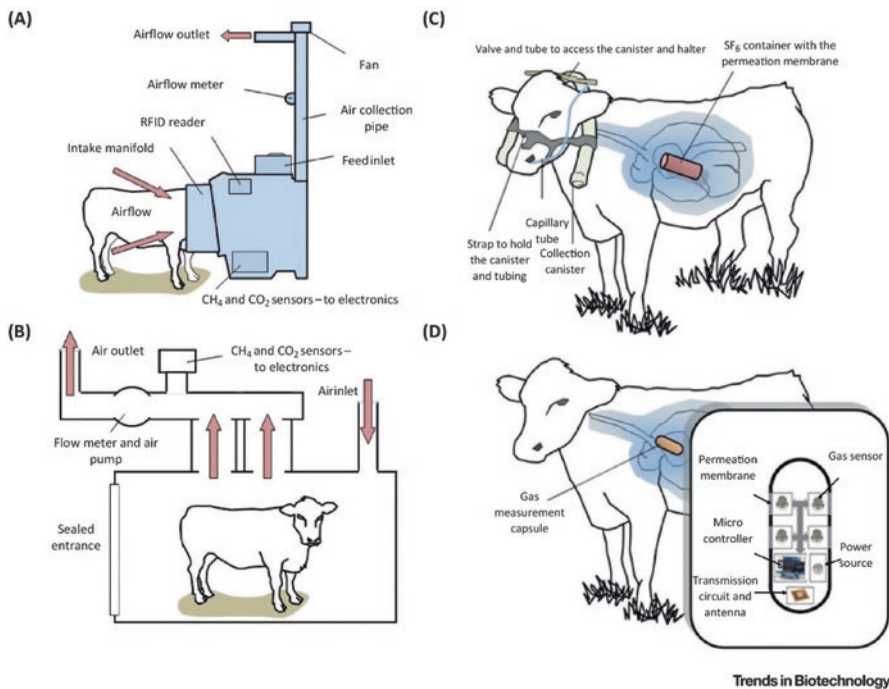 (A)
Airflow outlet
Fan
Airflow meter
Air collection
pipe
RFID reader
Intake manifold
Feed inlet
Airflow
CH₄ and CO₂ sensors – to electronics
(B)
Air outlet
CH₄ and CO₂ sensors –
to electronics
Airinlet
Flow meter and air
pump
Sealed
entrance
(C)
Valve and tube to access the canister and halter
SF₆ container with the
permeation membrane
Capillary
tube
Collection
canister
Strap to hold
the canister
and tubing
(D)
Permeation
membrane
Gas sensor
Gas
measurement
capsule
Micro
controller
Power
source
Transmission
circuit and
antenna
Trends in Biotechnology